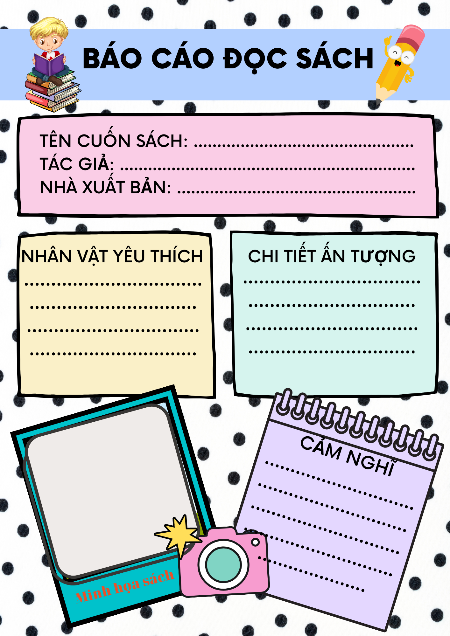 BÁO CÁO ĐỌC SÁCH
TÊN CUỐN SÁCH: ..........................................
TÁC GIẢ: .......................................................
NHÀ XUẤT BẢN: .............................................
NHÂN VẬT YÊU THÍCH
..............................
............................
............................
...........................
CHI TIẾT ẤN TƯỢNG
..............................
............................
............................
...........................
CẢM NGHĨ
.........................
.........................
.........................
.........................
..................
Minh họa sách